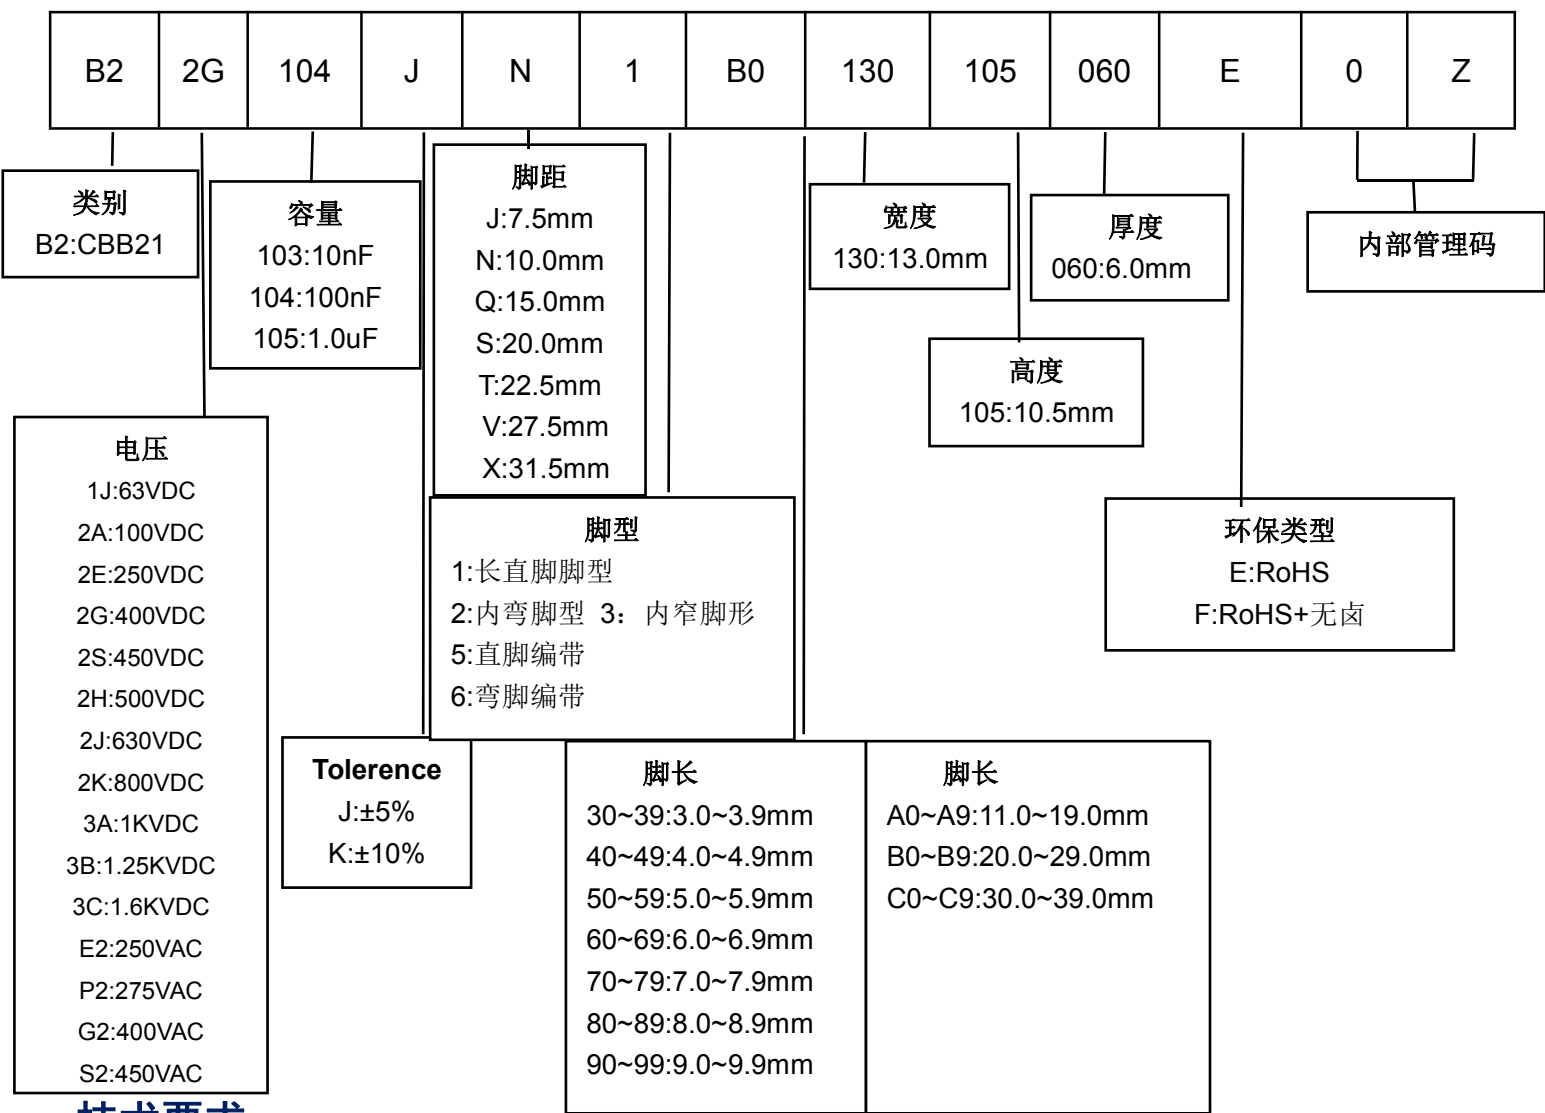 B2 2G 104 J N 1 B0 130 105 060 E 0 Z
类别
B2:CBB21
容量
103:10nF
104:100nF
105:1.0uF
脚距
J:7.5mm
N:10.0mm
Q:15.0mm
S:20.0mm
T:22.5mm
V:27.5mm
X:31.5mm
宽度
130:13.0mm
厚度
060:6.0mm
内部管理码
高度
105:10.5mm
电压
1J:63VDC
2A:100VDC
2E:250VDC
2G:400VDC
2S:450VDC
2H:500VDC
2J:630VDC
2K:800VDC
3A:1KVDC
3B:1.25KVDC
3C:1.6KVDC
E2:250VAC
P2:275VAC
G2:400VAC
S2:450VAC
脚型
1:长直脚脚型
2:内弯脚型 3：内窄脚形
5:直脚编带
6:弯脚编带
环保类型
E:RoHS
F:RoHS+无卤
Tolerence
J:±5%
K:±10%
脚长
30~39:3.0~3.9mm
40~49:4.0~4.9mm
50~59:5.0~5.9mm
60~69:6.0~6.9mm
70~79:7.0~7.9mm
80~89:8.0~8.9mm
90~99:9.0~9.9mm
脚长
A0~A9:11.0~19.0mm
B0~B9:20.0~29.0mm
C0~C9:30.0~39.0mm